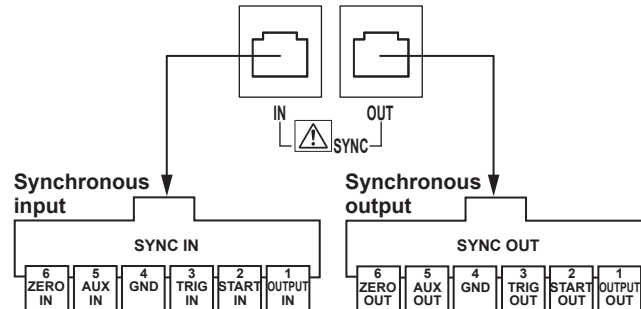 IN OUT
SYNC
Synchronous input
Synchronous output
SYNC IN
SYNC OUT
6 ZERO IN
5 AUX IN
4 GND
3 TRIG IN
2 START IN
1 OUTPUT IN
6 ZERO OUT
5 AUX OUT
4 GND
3 TRIG OUT
2 START OUT
1 OUTPUT OUT